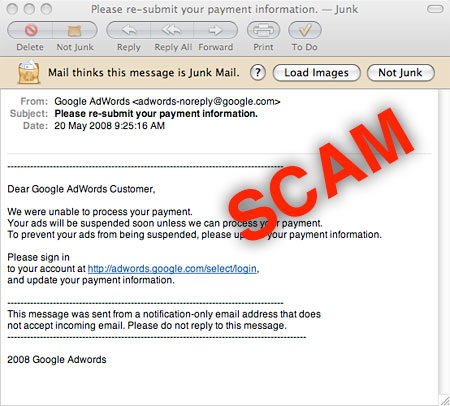 Please re-submit your payment information. — Junk
Delete Not Junk Reply Reply All Forward Print To Do
Mail thinks this message is Junk Mail. ? Load Images Not Junk
From: Google AdWords <adwords-noreply@google.com>
Subject: Please re-submit your payment information.
Date: 20 May 2008 9:25:16 AM
SCAM
Dear Google AdWords Customer,
We were unable to process your payment.
Your ads will be suspended soon unless we can process your payment.
To prevent your ads from being suspended, please your payment information.
Please sign in
to your account at http://adwords.google.com/select/login,
and update your payment information.
This message was sent from a notification-only email address that does
not accept incoming email. Please do not reply to this message.
2008 Google Adwords